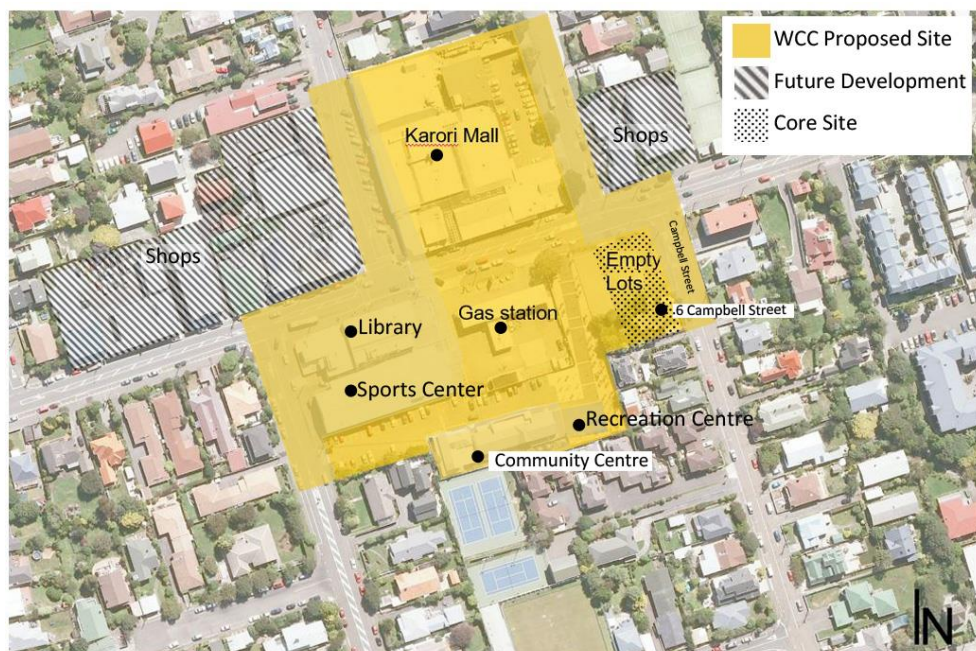 WCC Proposed Site
Future Development
Core Site
Karori Mall
Shops
Shops
Empty
Lots
Campbell Street
.6 Campbell Street
Gas station
Library
Sports Center
Recreation Centre
Community Centre
N